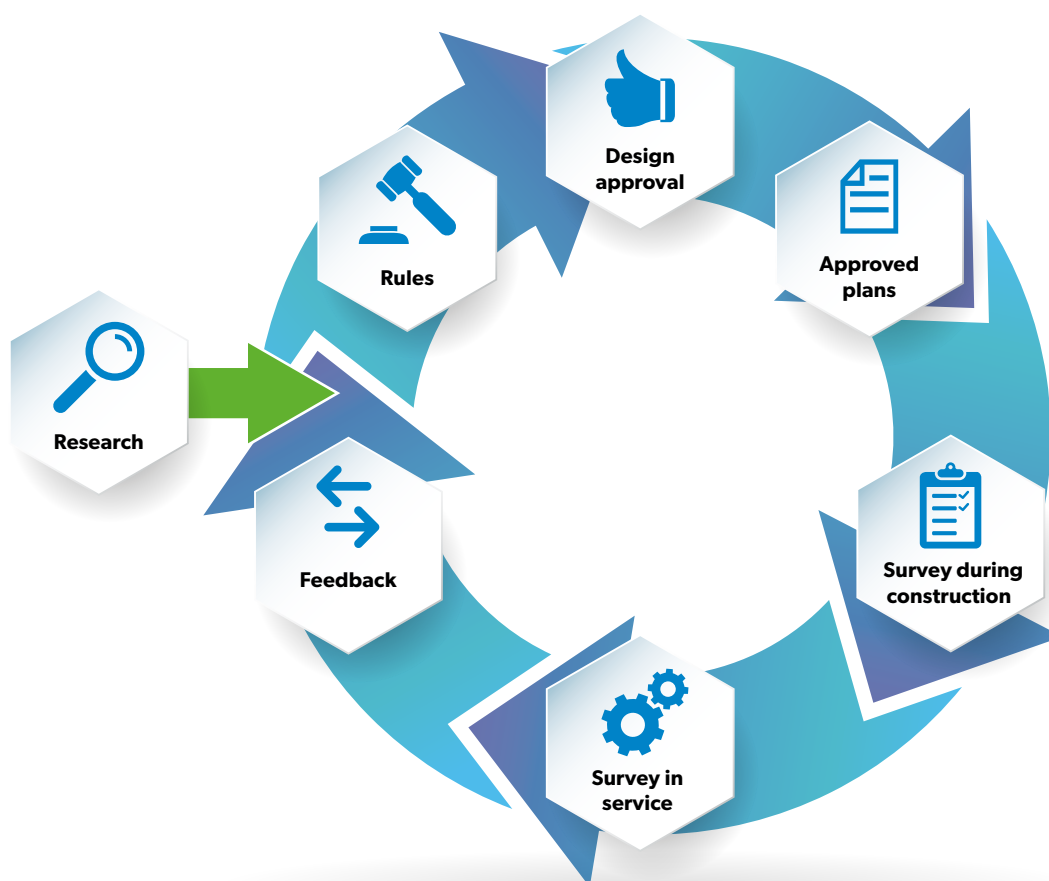 Design
approval
Rules
Approved
plans
Research
Feedback
Survey during
construction
Survey in
service